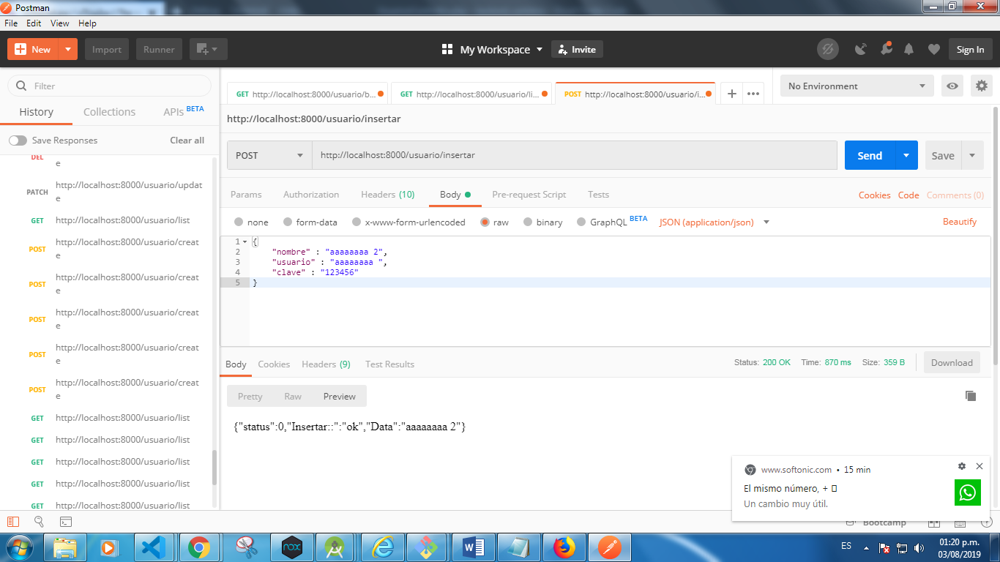 Postman
File Edit View Help
New Import Runner My Workspace Invite Sign In
Filter
History Collections APIs BETA
Save Responses Clear all
DEL e
PATCH http://localhost:8000/usuario/updat
e
GET http://localhost:8000/usuario/list
POST http://localhost:8000/usuario/creat
e
POST http://localhost:8000/usuario/creat
e
POST http://localhost:8000/usuario/creat
e
POST http://localhost:8000/usuario/creat
e
POST http://localhost:8000/usuario/creat
e
GET http://localhost:8000/usuario/list
GET http://localhost:8000/usuario/list
GET http://localhost:8000/usuario/list
GET http://localhost:8000/usuario/list
GET http://localhost:8000/usuario/list
GET http://localhost:8000/usuario/b... GET http://localhost:8000/usuario/li... POST http://localhost:8000/usuario/i... No Environment
http://localhost:8000/usuario/insertar
POST http://localhost:8000/usuario/insertar Send Save
Params Authorization Headers (10) Body Pre-request Script Tests Cookies Code Comments (0)
none form-data x-www-form-urlencoded raw binary GraphQL BETA JSON (application/json) Beautify
1 {
2 "nombre" : "aaaaaaaa 2",
3 "usuario" : "aaaaaaaa ",
4 "clave" : "123456"
5 }
Body Cookies Headers (9) Test Results Status: 200 OK Time: 870 ms Size: 359 B Download
Pretty Raw Preview
{"status":0,"Insertar::":"ok","Data":"aaaaaaaa 2"}
www.softonic.com • 15 min
El mismo número, +
Un cambio muy útil.
Bootcamp
nox
ES 01:20 p.m.
03/08/2019